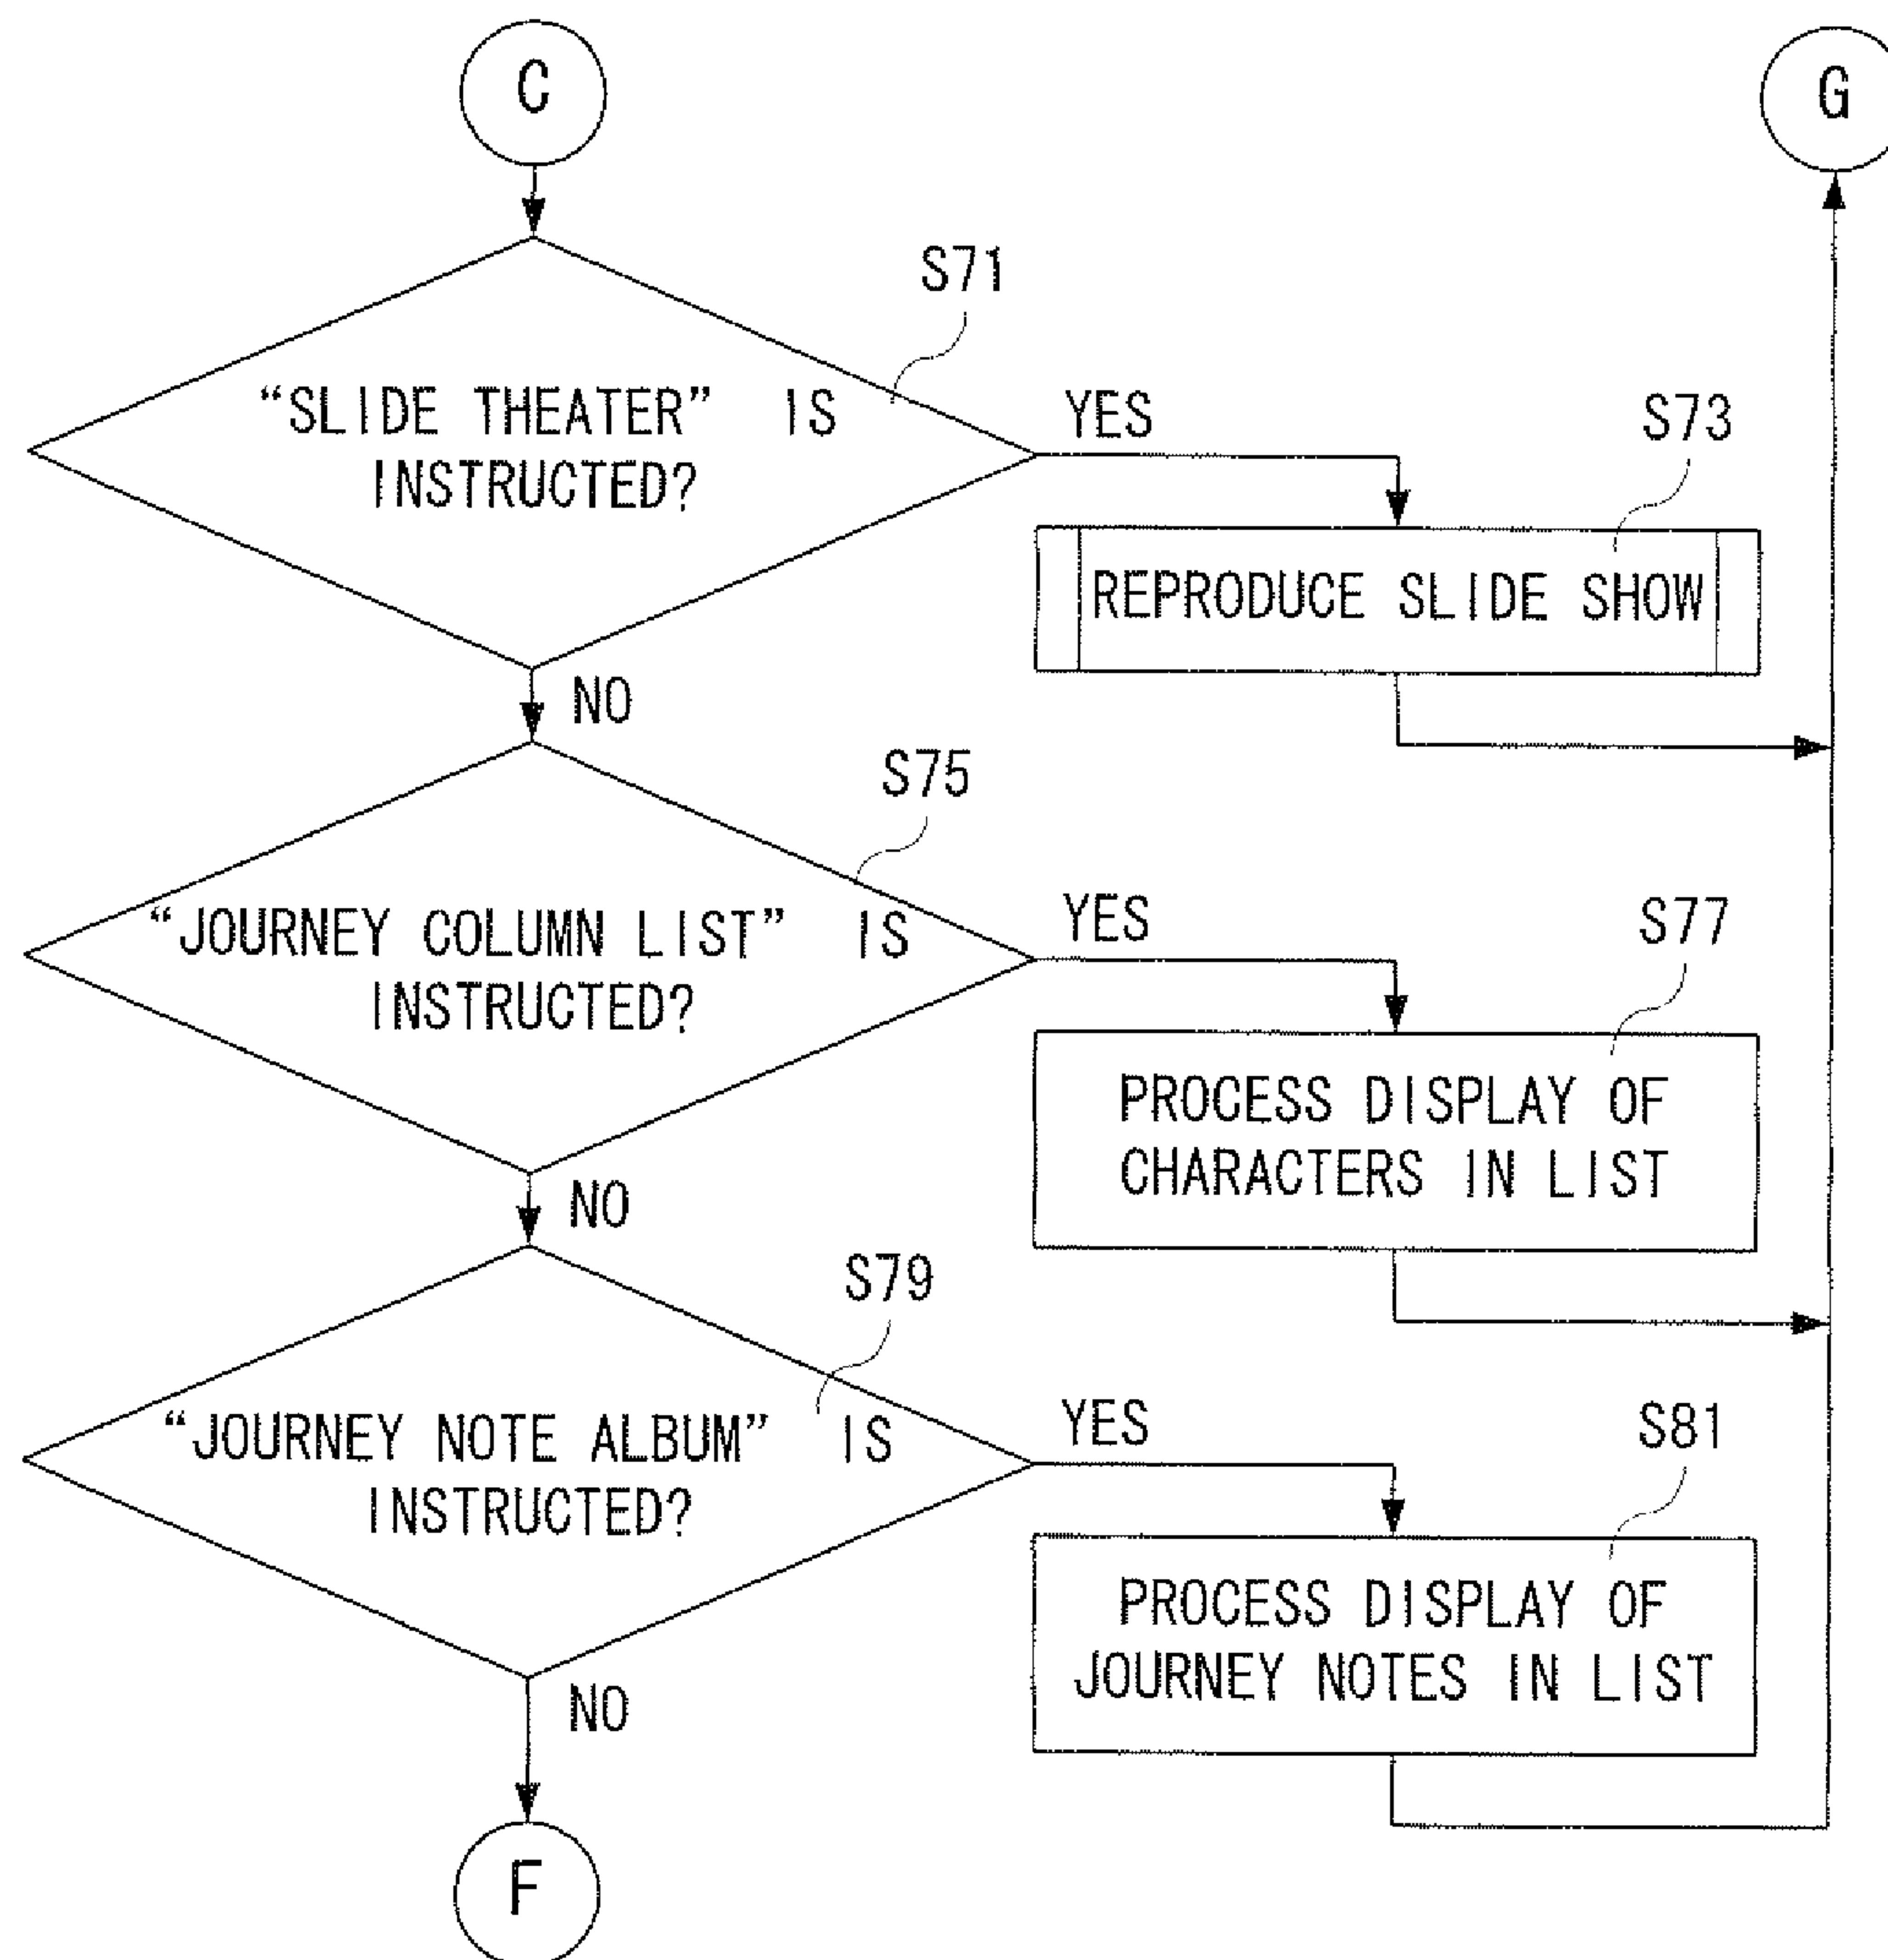 C
G
S71
“SLIDE THEATER” IS
INSTRUCTED?
YES
S73
REPRODUCE SLIDE SHOW
NO
S75
“JOURNEY COLUMN LIST” IS
INSTRUCTED?
YES
S77
PROCESS DISPLAY OF
CHARACTERS IN LIST
NO
S79
“JOURNEY NOTE ALBUM” IS
INSTRUCTED?
YES
S81
PROCESS DISPLAY OF
JOURNEY NOTES IN LIST
NO
F